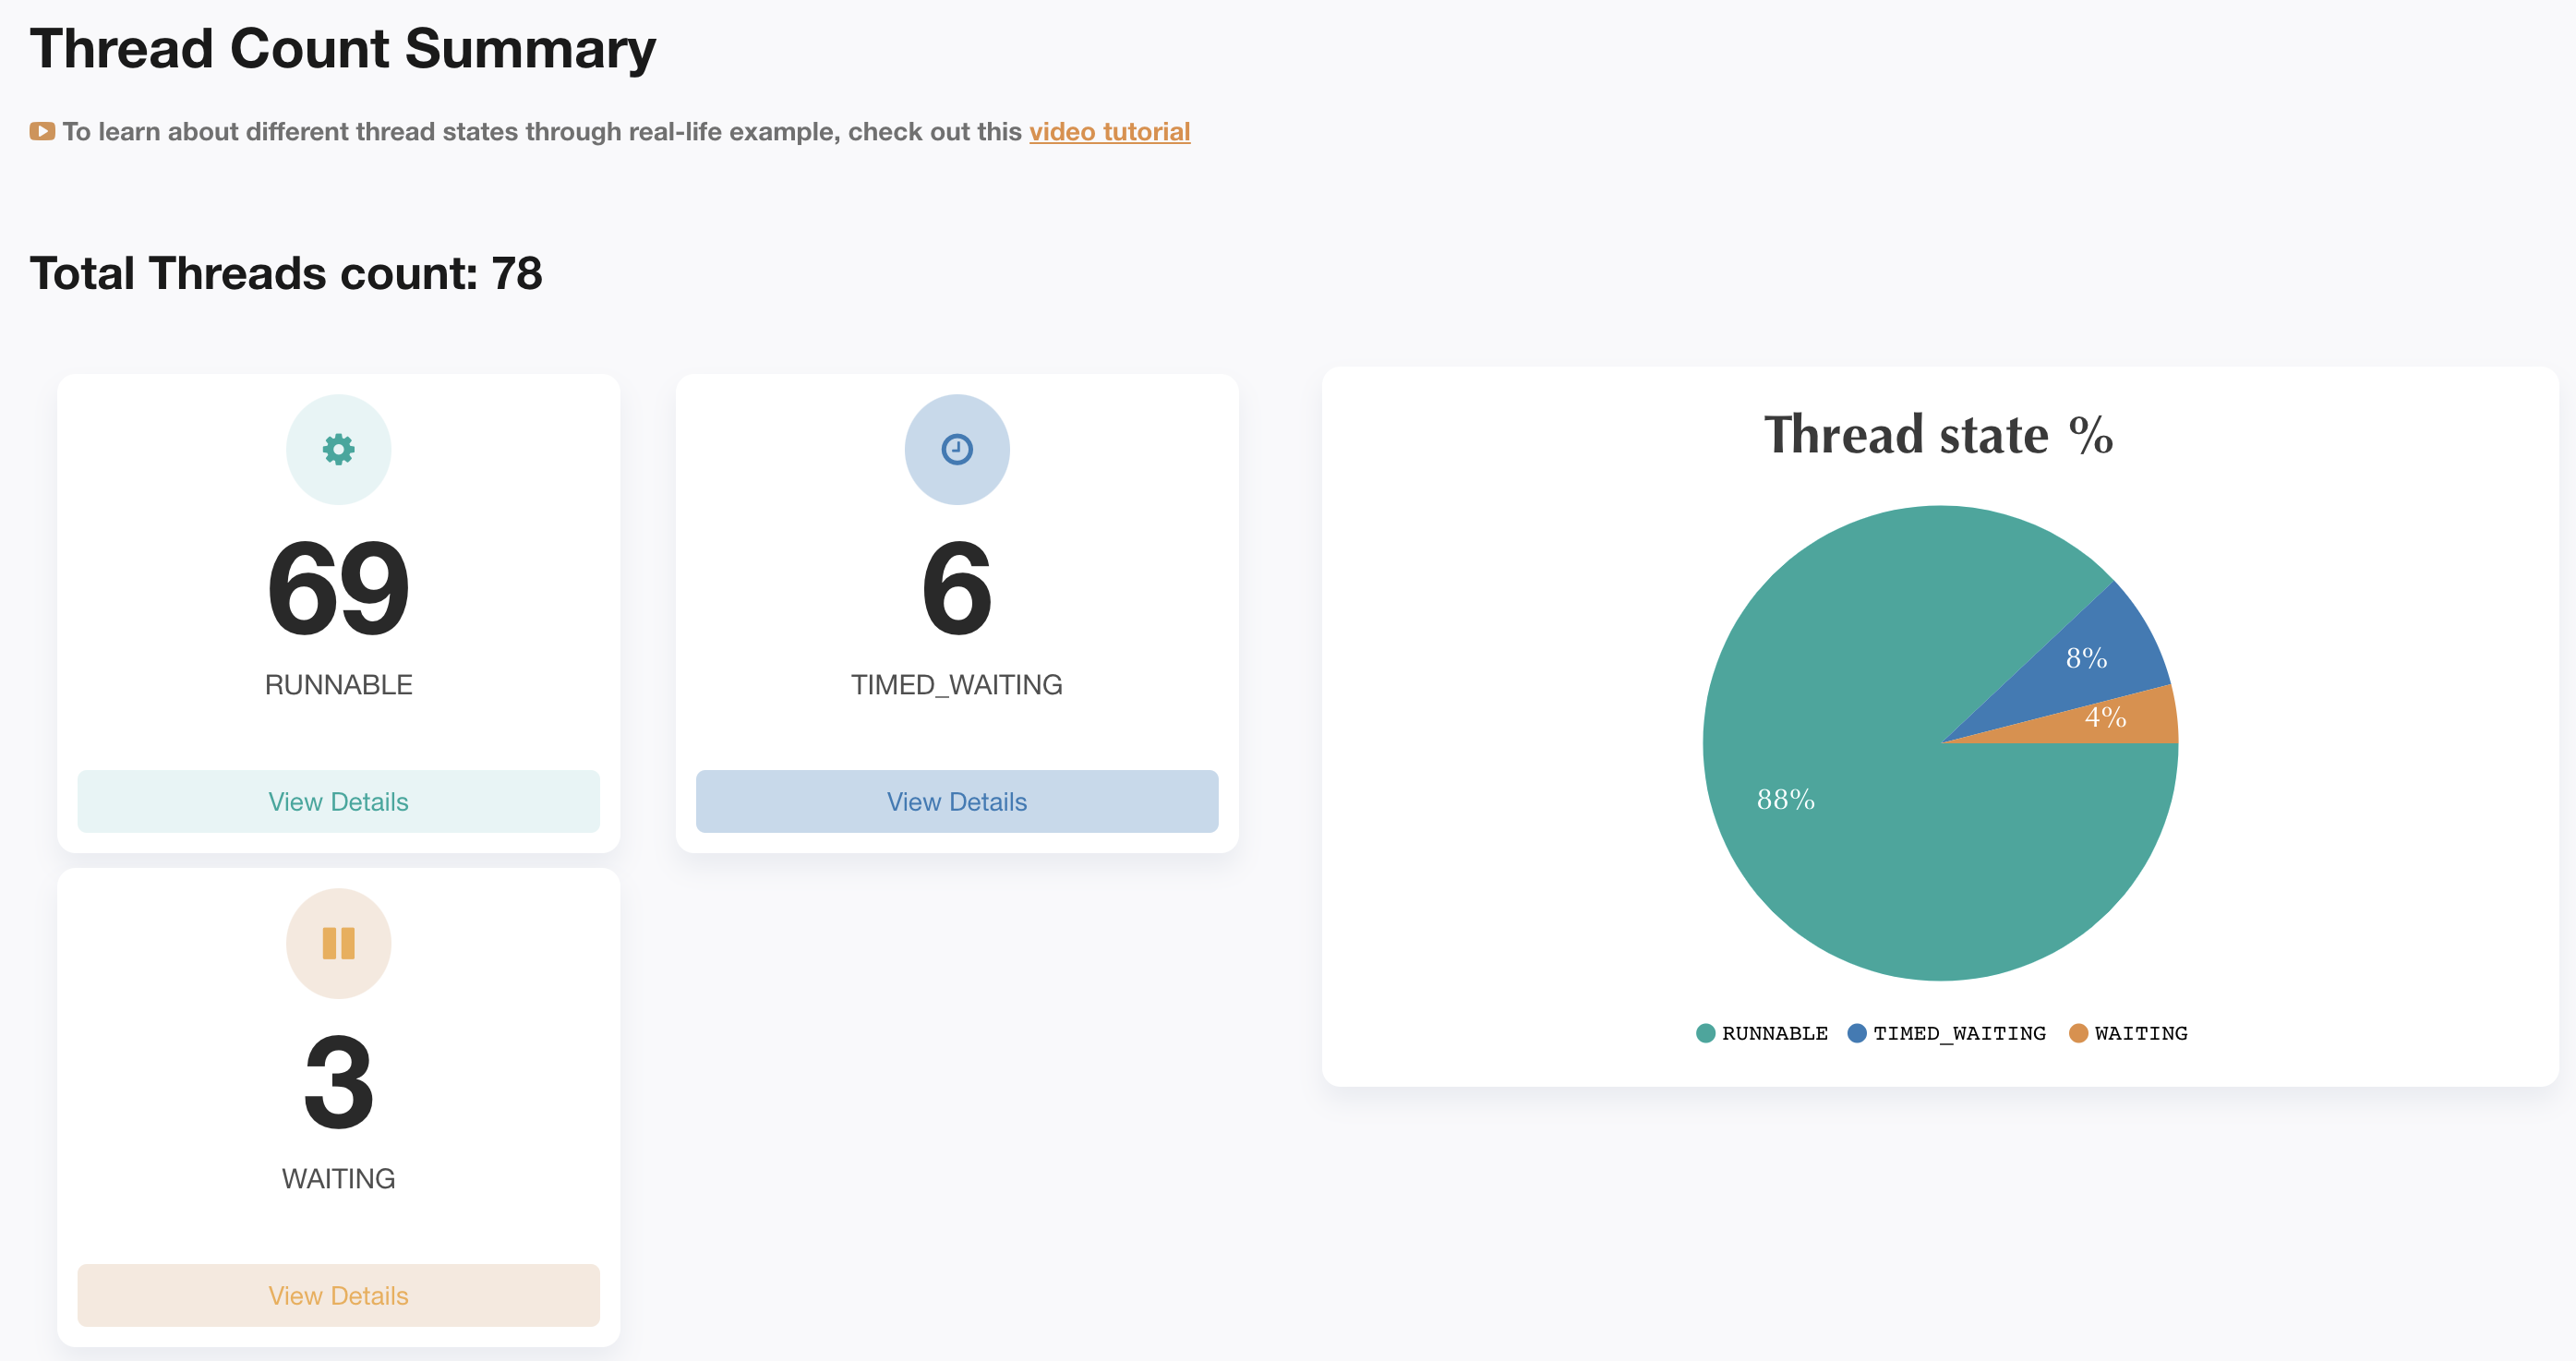 Thread Count Summary
To learn about different thread states through real-life example, check out this video tutorial
Total Threads count: 78
69
RUNNABLE
View Details
6
TIMED_WAITING
View Details
3
WAITING
View Details
Thread state %
8%
4%
88%
RUNNABLE TIMED_WAITING WAITING